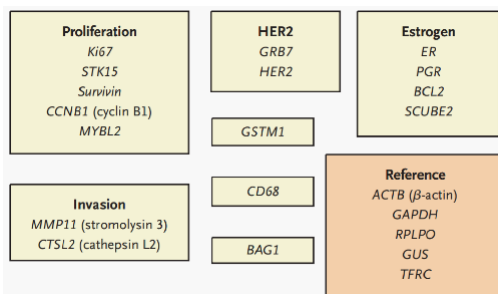 Proliferation
Ki67
STK15
Survivin
CCNB1 (cyclin B1)
MYBL2
HER2
GRB7
HER2
Estrogen
ER
PGR
BCL2
SCUBE2
GSTM1
Invasion
MMP11 (stromolysin 3)
CTSL2 (cathepsin L2)
CD68
BAG1
Reference
ACTB (β-actin)
GAPDH
RPLPO
GUS
TFRC